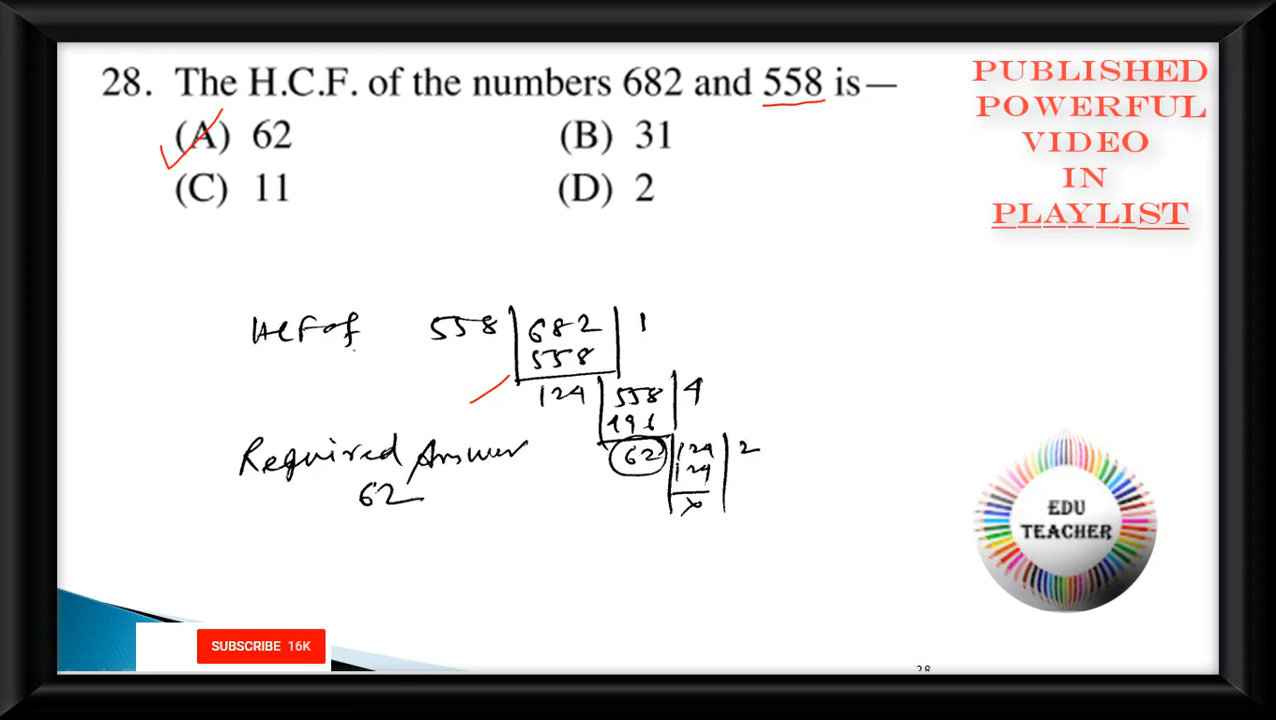 28. The H.C.F. of the numbers 682 and 558 is—
(A) 62 (B) 31
(C) 11 (D) 2
PUBLISHED
POWERFUL
VIDEO
IN
PLAYLIST
HCF of 558 682 1
558
124 558 4
496
62 124 2
124
x
Required Answer
62
EDU
TEACHER
SUBSCRIBE 16K
28